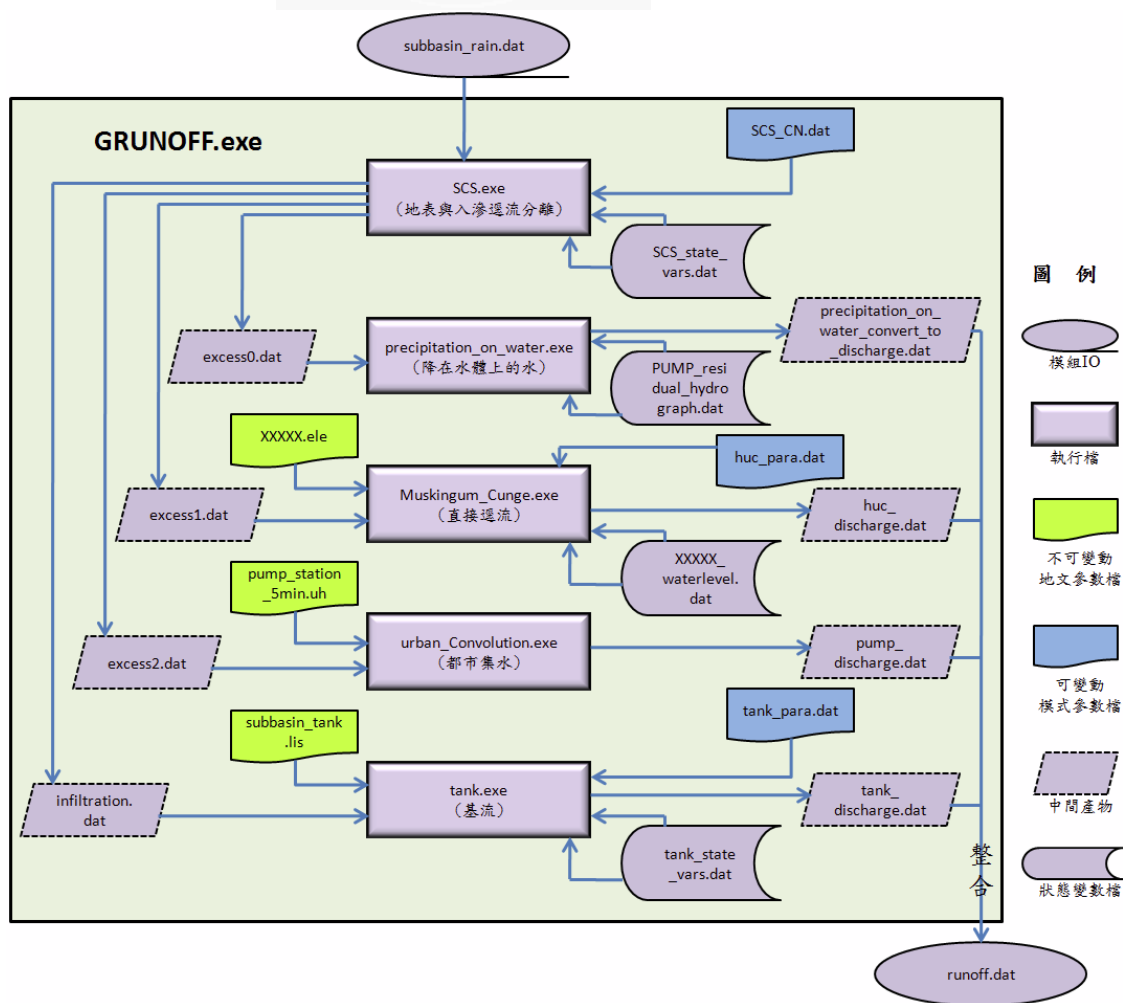 subbasin_rain.dat
GRUNOFF.exe
SCS_CN.dat
SCS.exe
（地表與入滲逕流分離）
SCS_state_
vars.dat
excess0.dat
precipitation_on_water.exe
（降在水體上的水）
precipitation_on_
water_convert_to
_discharge.dat
PUMP_resi
dual_hydro
graph.dat
XXXXX.ele
huc_para.dat
excess1.dat
Muskingum_Cunge.exe
（直接逕流）
huc_
discharge.dat
XXXXX_
waterlevel.
dat
pump_station
_5min.uh
excess2.dat
urban_Convolution.exe
（都市集水）
pump_
discharge.dat
subbasin_tank
.lis
tank_para.dat
infiltration.
dat
tank.exe
（基流）
tank_
discharge.dat
tank_state
_vars.dat
整
合
runoff.dat
圖 例
模組IO
執行檔
不可變動
地文參數檔
可變動
模式參數檔
中間產物
狀態變數檔